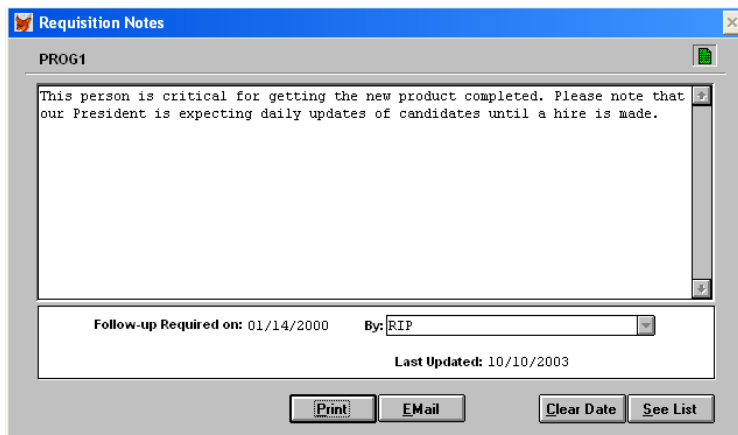 Requisition Notes
PROG1
This person is critical for getting the new product completed. Please note that
our President is expecting daily updates of candidates until a hire is made.
Follow-up Required on: 01/14/2000 By: RIP
Last Updated: 10/10/2003
Print EMail Clear Date See List